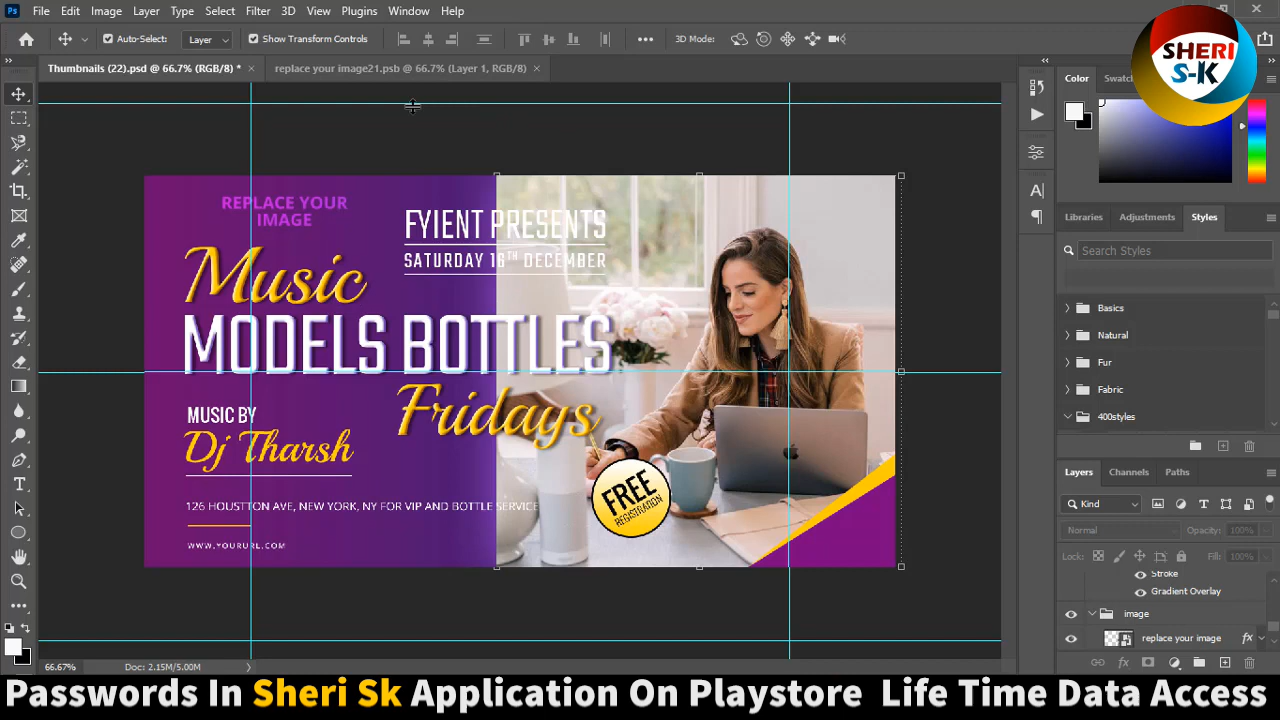 Ps File Edit Image Layer Type Select Filter 3D View Plugins Window Help
Auto-Select: Layer Show Transform Controls 3D Mode:
Thumbnails (22).psd @ 66.7% (RGB/8) * × replace your image21.psb @ 66.7% (Layer 1, RGB/8) ×
SHERI
S-K
Color Swatc
REPLACE YOUR
IMAGE
FYIENT PRESENTS
SATURDAY 16TH DECEMBER
Music
MODELS BOTTLES
Fridays
MUSIC BY
Dj Tharsh
126 HOUSTTON AVE, NEW YORK, NY FOR VIP AND BOTTLE SERVICE
WWW.YOURURL.COM
FREE
REGISTRATION
Libraries Adjustments Styles
Search Styles
Basics
Natural
Fur
Fabric
400styles
Layers Channels Paths
Kind
Normal Opacity: 100%
Lock: Fill: 100%
Stroke
Gradient Overlay
image
replace your image fx
66.67% Doc: 2.15M/5.00M
Passwords In Sheri Sk Application On Playstore Life Time Data Access